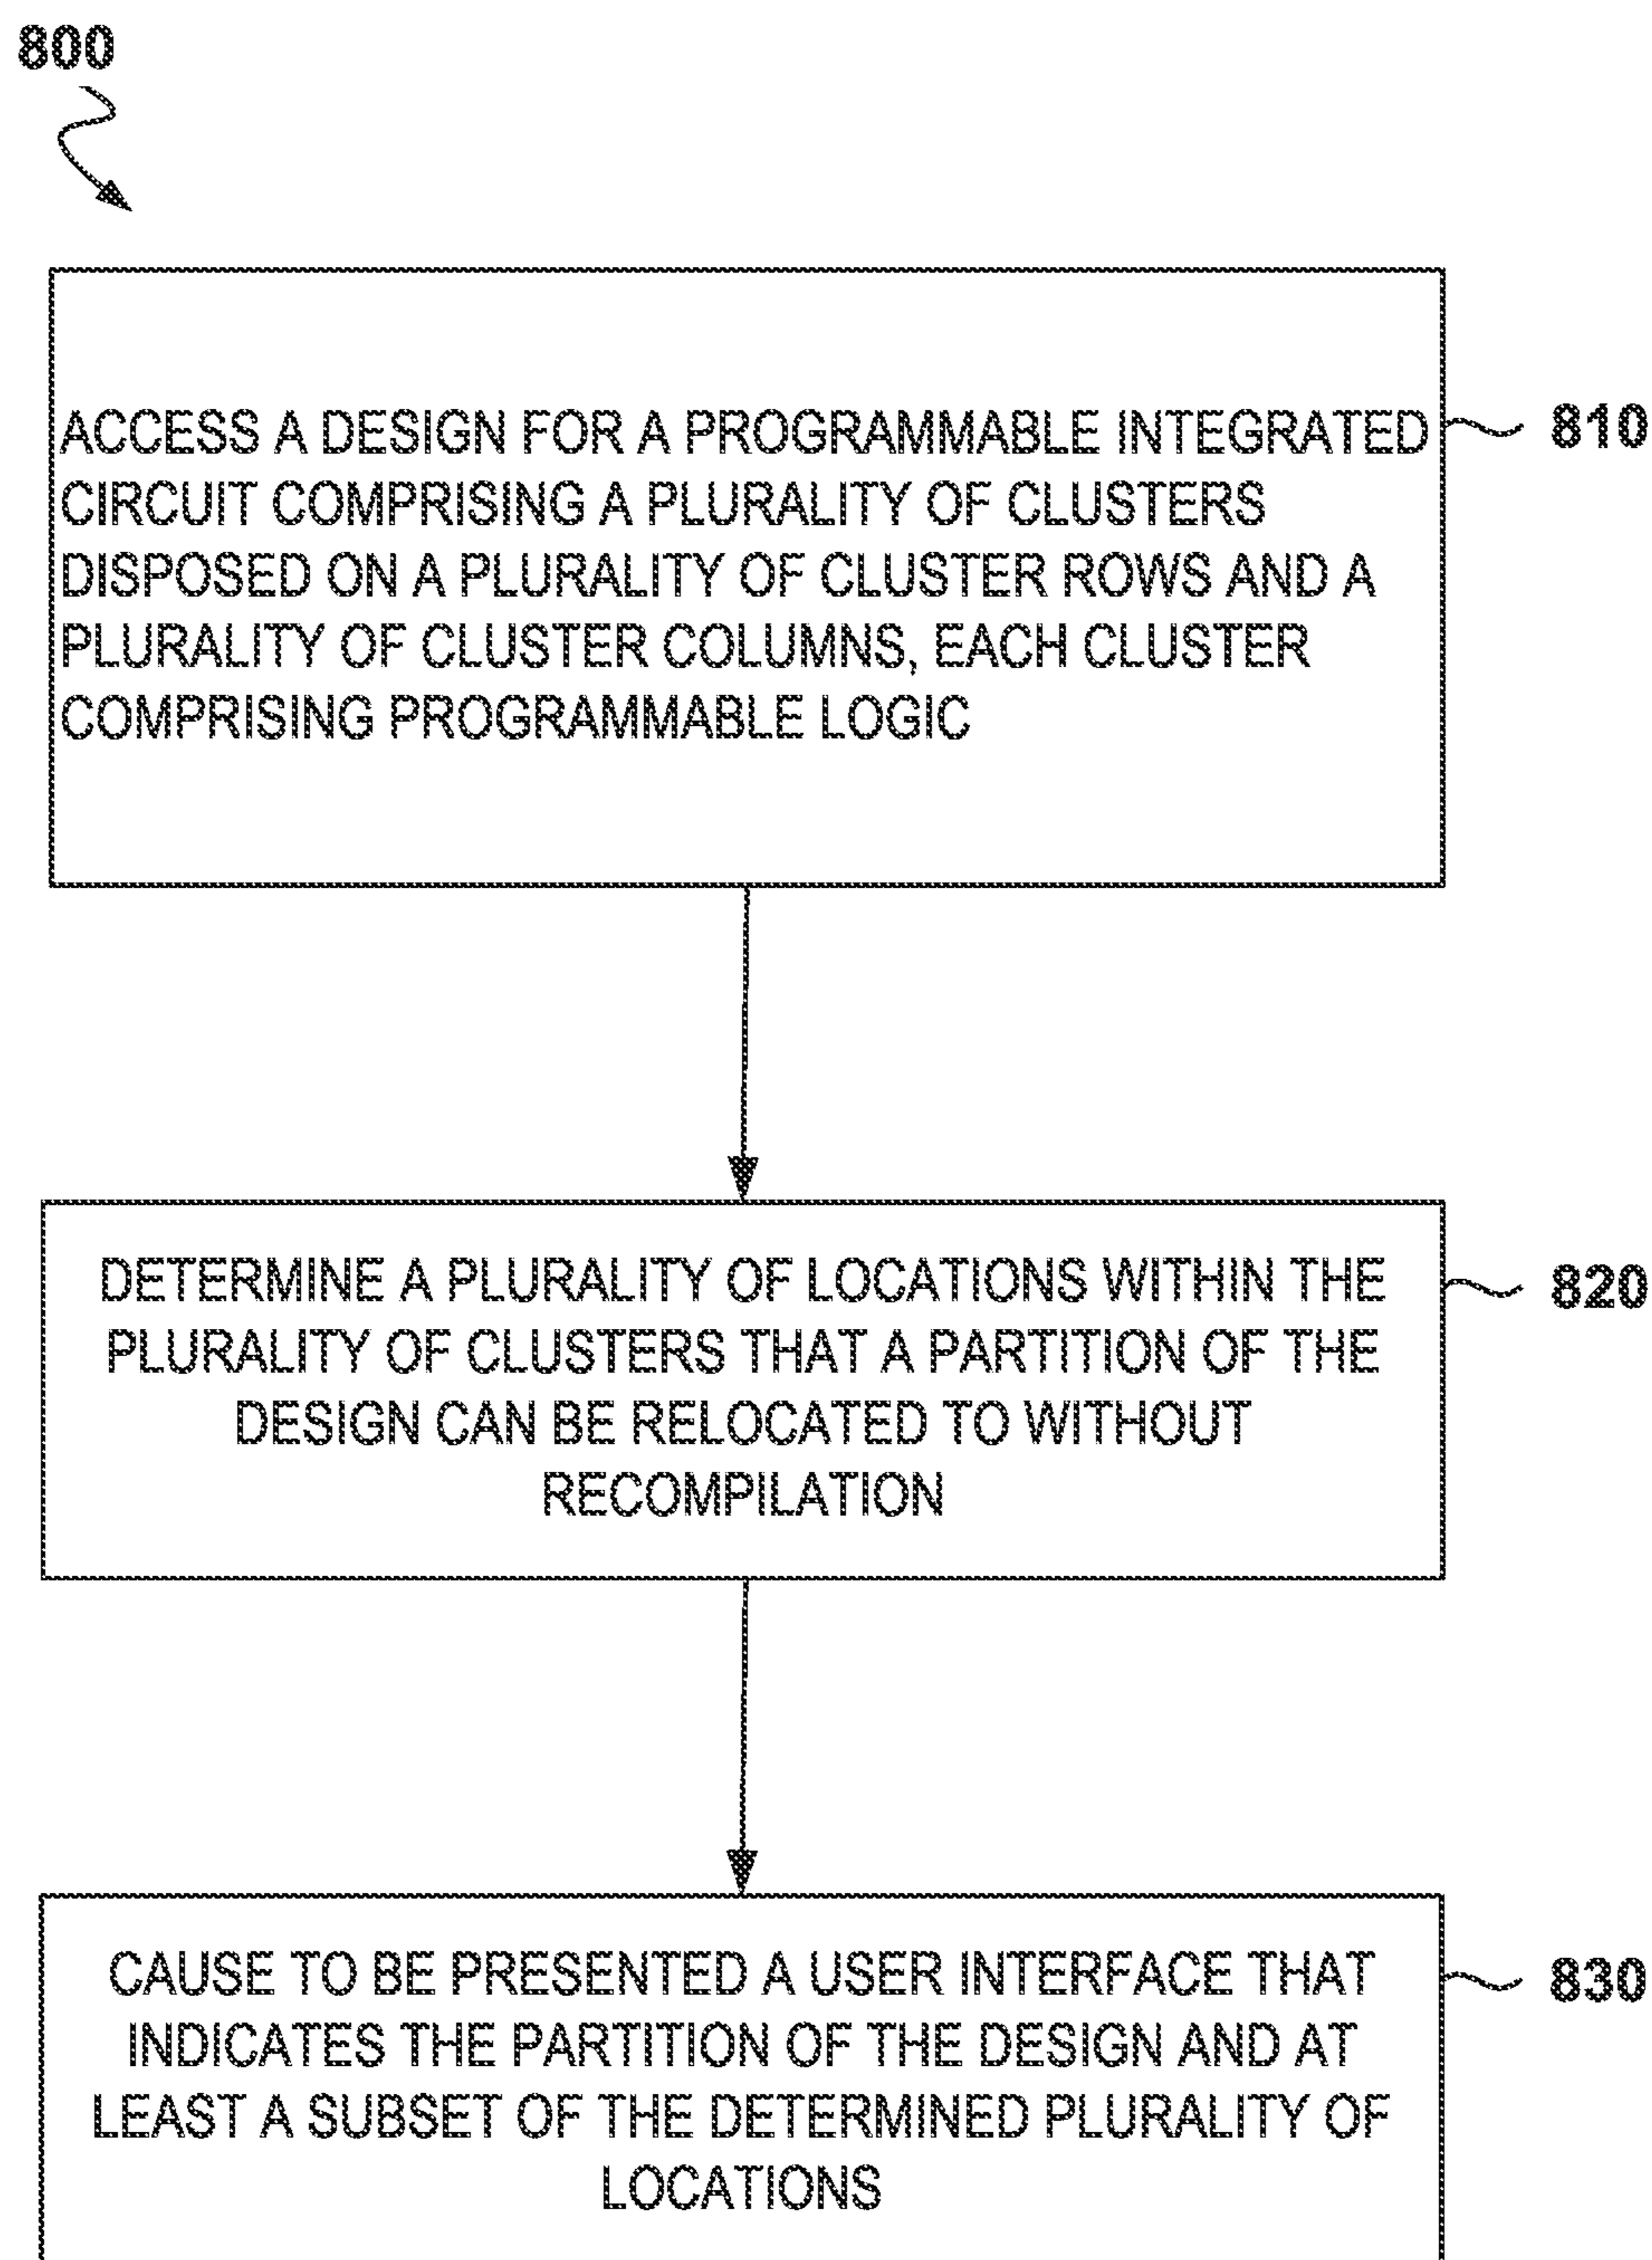 800
ACCESS A DESIGN FOR A PROGRAMMABLE INTEGRATED
CIRCUIT COMPRISING A PLURALITY OF CLUSTERS
DISPOSED ON A PLURALITY OF CLUSTER ROWS AND A
PLURALITY OF CLUSTER COLUMNS, EACH CLUSTER
COMPRISING PROGRAMMABLE LOGIC
810
DETERMINE A PLURALITY OF LOCATIONS WITHIN THE
PLURALITY OF CLUSTERS THAT A PARTITION OF THE
DESIGN CAN BE RELOCATED TO WITHOUT
RECOMPILATION
820
CAUSE TO BE PRESENTED A USER INTERFACE THAT
INDICATES THE PARTITION OF THE DESIGN AND AT
LEAST A SUBSET OF THE DETERMINED PLURALITY OF
LOCATIONS
830